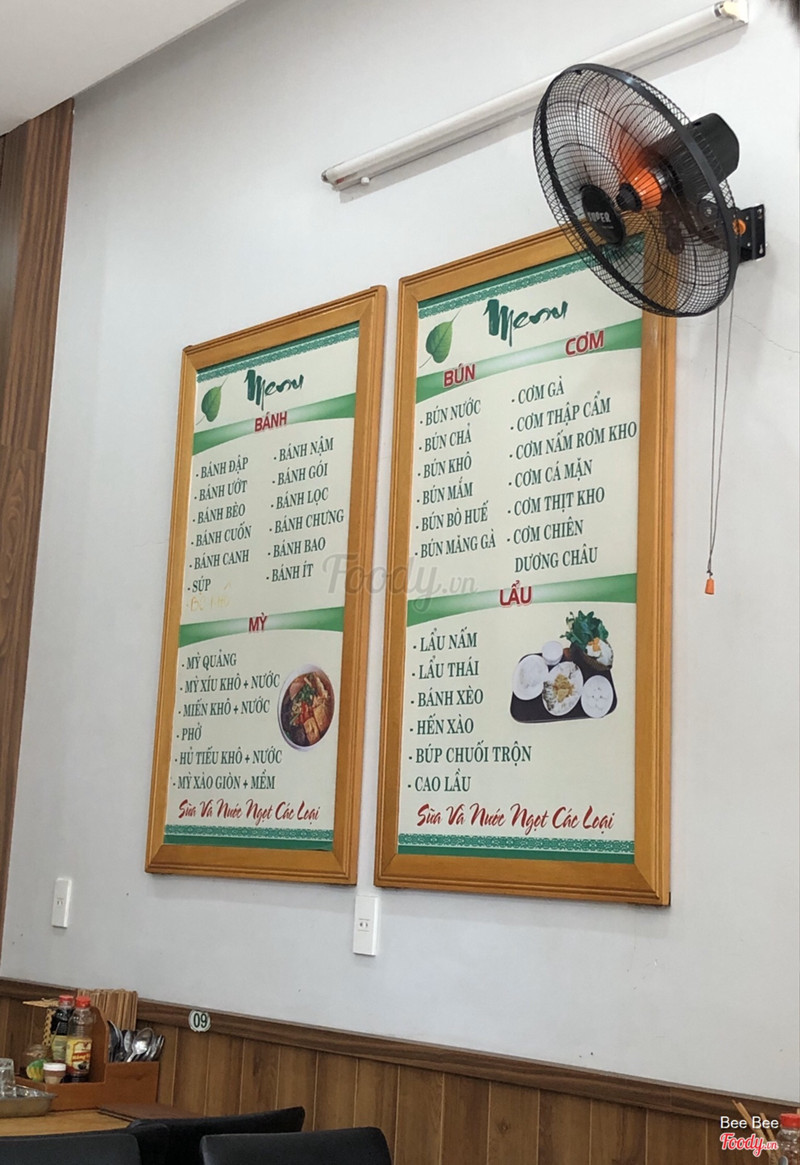 Menu
BÁNH
- BÁNH ĐẬP
- BÁNH ƯỚT
- BÁNH BÈO
- BÁNH CUỐN
- BÁNH CANH
- SÚP
- BÁNH NẬM
- BÁNH GÓI
- BÁNH LỌC
- BÁNH CHƯNG
- BÁNH BAO
- BÁNH ÍT
MỲ
- MỲ QUẢNG
- MỲ XÍU KHÔ + NƯỚC
- MIẾN KHÔ + NƯỚC
- PHỞ
- HỦ TIẾU KHÔ + NƯỚC
- MỲ XÀO GIÒN + MỀM
Sữa Và Nước Ngọt Các Loại
Menu
BÚN
- BÚN NƯỚC
- BÚN CHẢ
- BÚN KHÔ
- BÚN MẮM
- BÚN BÒ HUẾ
- BÚN MĂNG GÀ
CƠM
- CƠM GÀ
- CƠM THẬP CẨM
- CƠM NẤM RƠM KHO
- CƠM CÁ MẶN
- CƠM THỊT KHO
- CƠM CHIÊN
DƯƠNG CHÂU
LẨU
- LẨU NẤM
- LẨU THÁI
- BÁNH XÈO
- HẾN XÀO
- BÚP CHUỐI TRỘN
- CAO LẦU
Sữa Và Nước Ngọt Các Loại
SUPER
Foody.vn
09
Bee Bee
Foody.vn